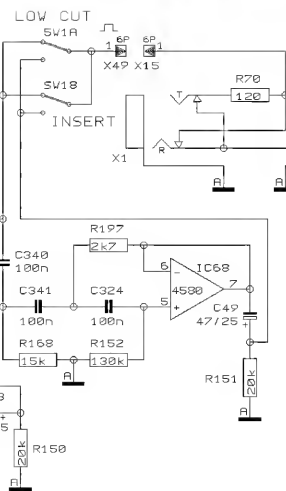 LOW CUT
SW1A
1 6P 6P 1
X49 X15
SW1B
INSERT
T
R70
120
X1
R
A
A
R197
2k7
C340
100n
6
-
IC68
4580
7
C341
C324
5
+
C49
47/25
+
100n
100n
R168
R152
15k
130k
A
R151
20k
A
+
5
20k
R150
A